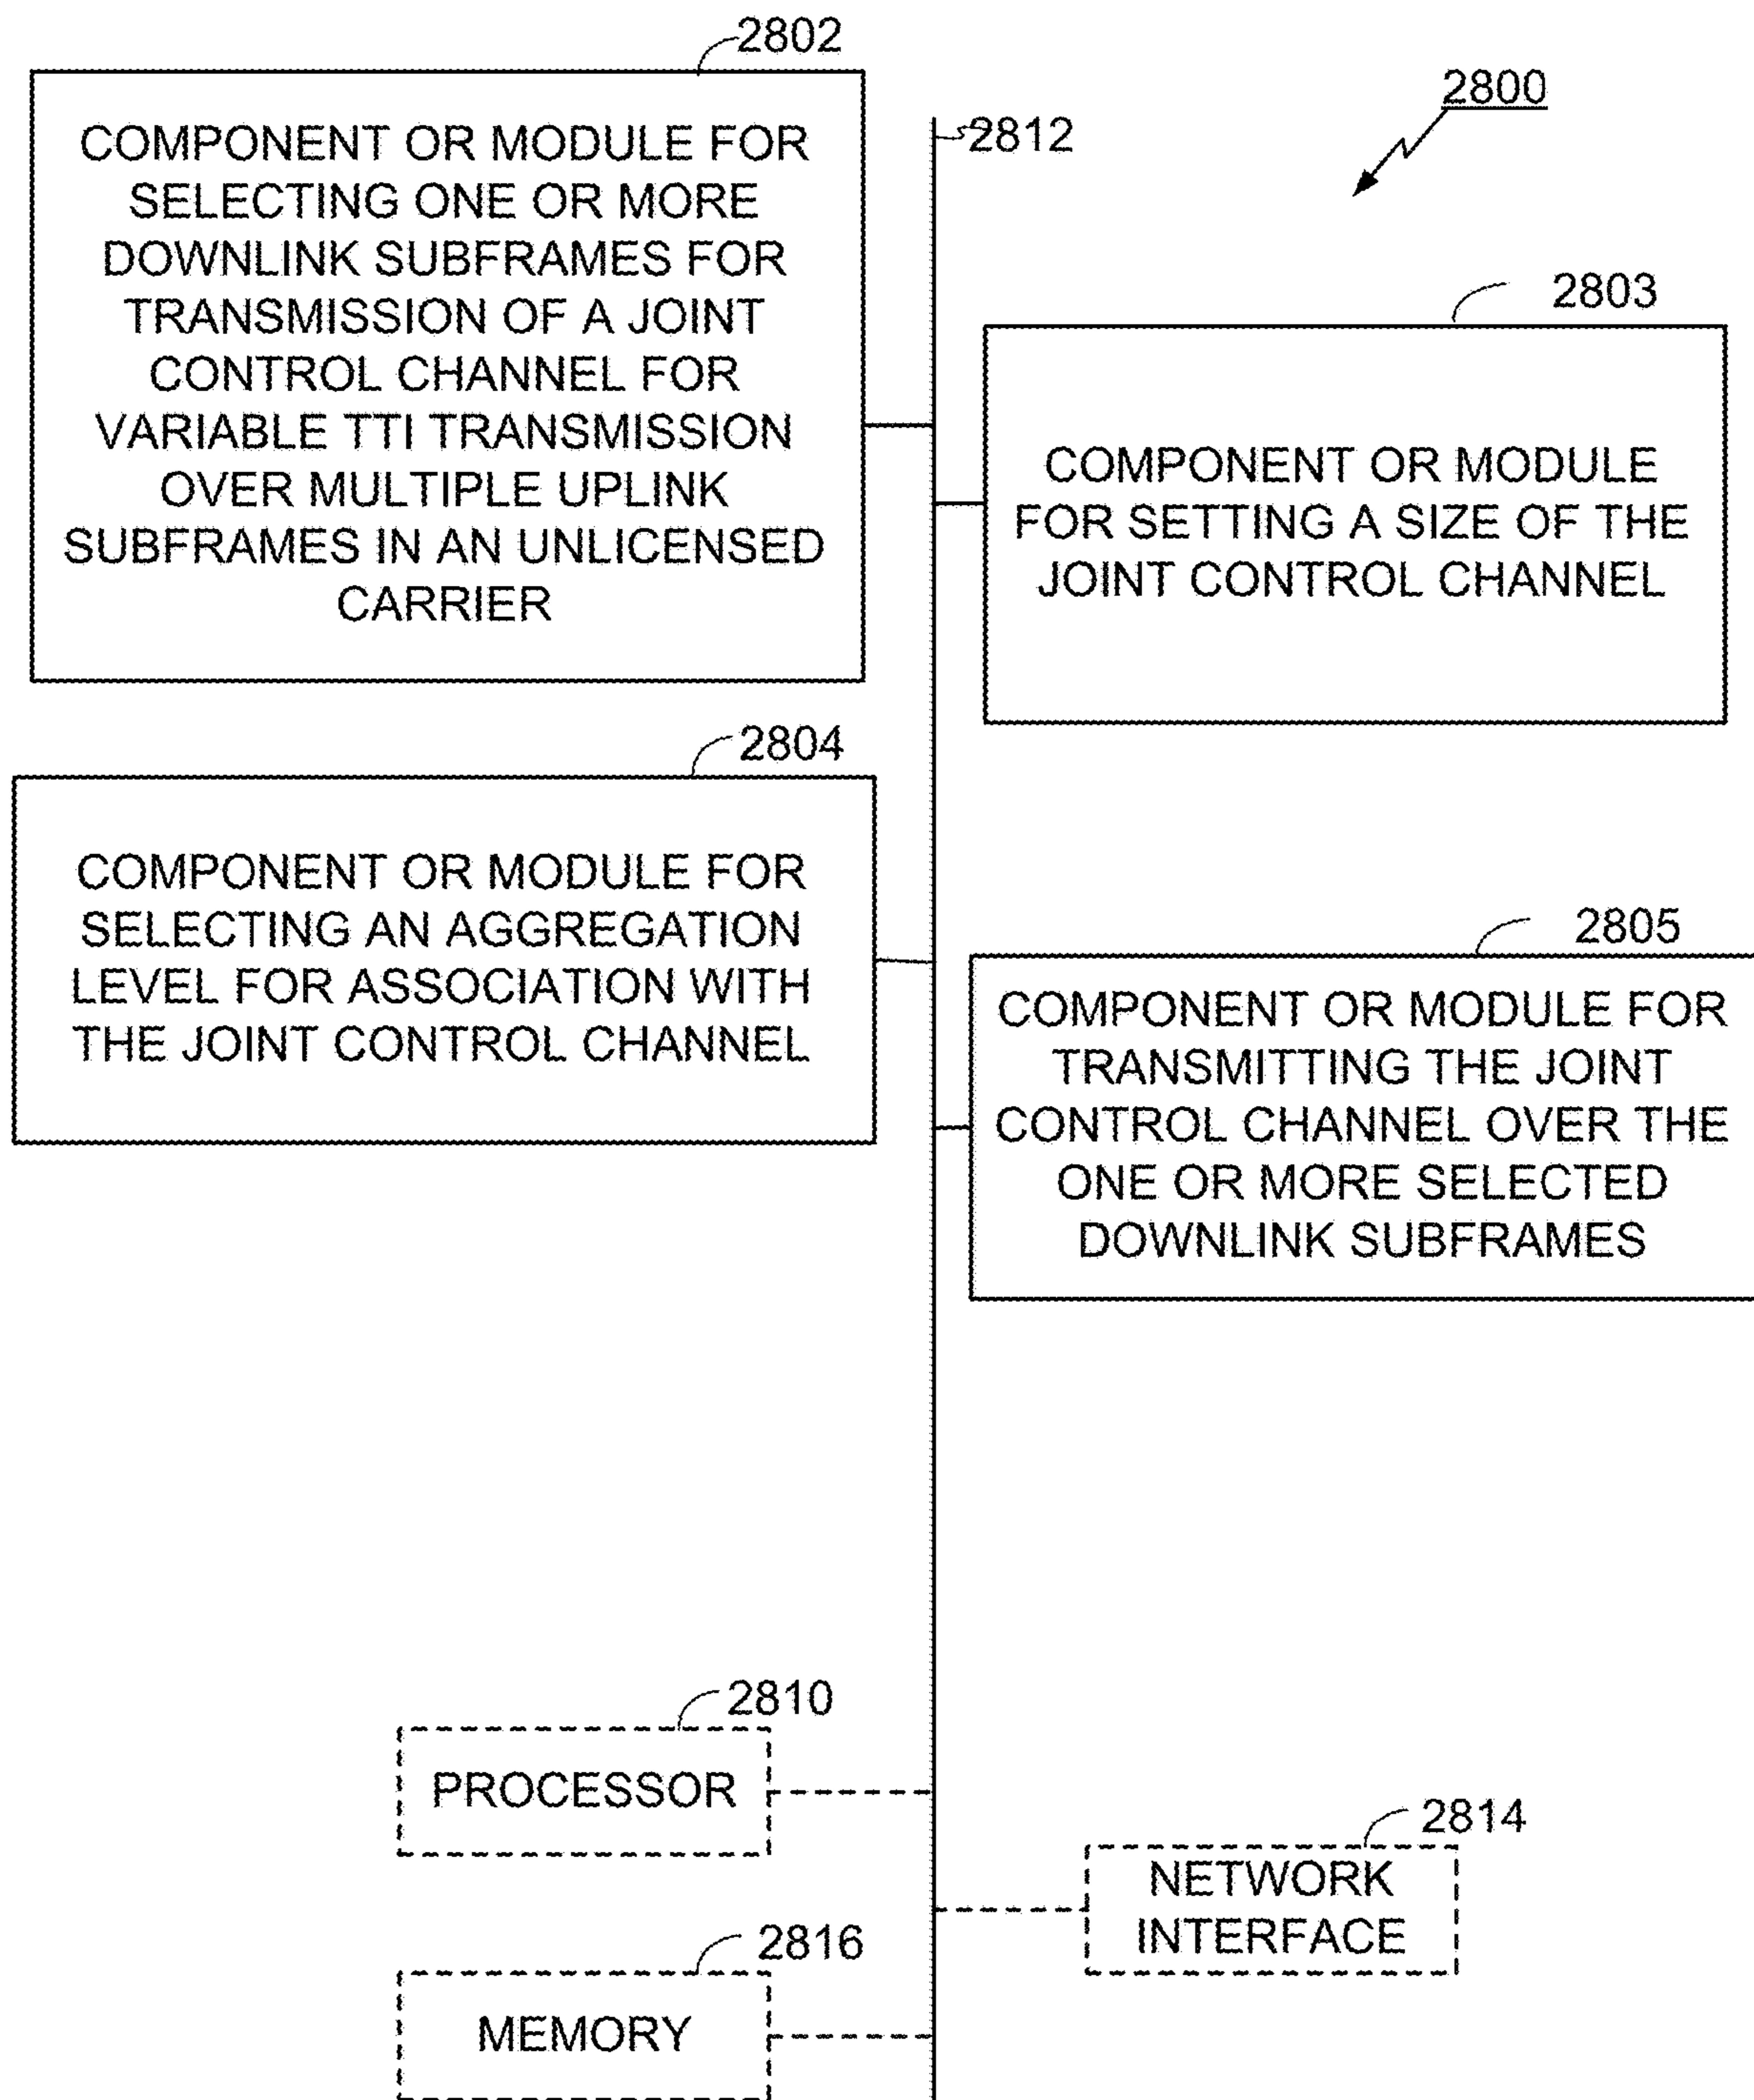 2802
2800
2812
COMPONENT OR MODULE FOR
SELECTING ONE OR MORE
DOWNLINK SUBFRAMES FOR
TRANSMISSION OF A JOINT
CONTROL CHANNEL FOR
VARIABLE TTI TRANSMISSION
OVER MULTIPLE UPLINK
SUBFRAMES IN AN UNLICENSED
CARRIER
2803
COMPONENT OR MODULE
FOR SETTING A SIZE OF THE
JOINT CONTROL CHANNEL
2804
COMPONENT OR MODULE FOR
SELECTING AN AGGREGATION
LEVEL FOR ASSOCIATION WITH
THE JOINT CONTROL CHANNEL
2805
COMPONENT OR MODULE FOR
TRANSMITTING THE JOINT
CONTROL CHANNEL OVER THE
ONE OR MORE SELECTED
DOWNLINK SUBFRAMES
2810
PROCESSOR
2814
NETWORK
INTERFACE
2816
MEMORY